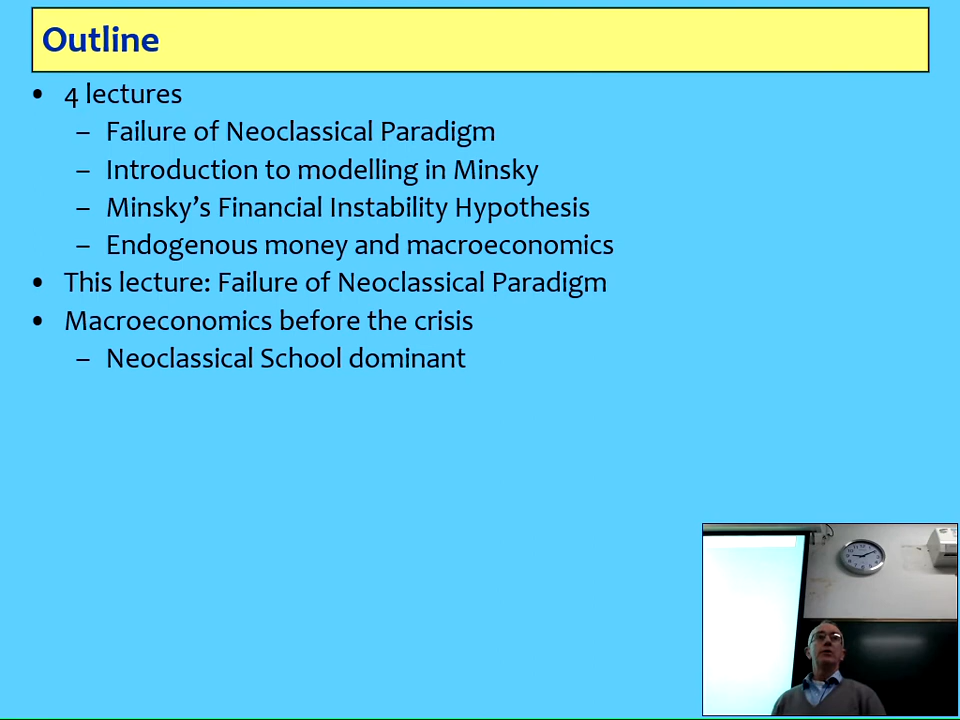 Outline
• 4 lectures
– Failure of Neoclassical Paradigm
– Introduction to modelling in Minsky
– Minsky’s Financial Instability Hypothesis
– Endogenous money and macroeconomics
• This lecture: Failure of Neoclassical Paradigm
• Macroeconomics before the crisis
– Neoclassical School dominant